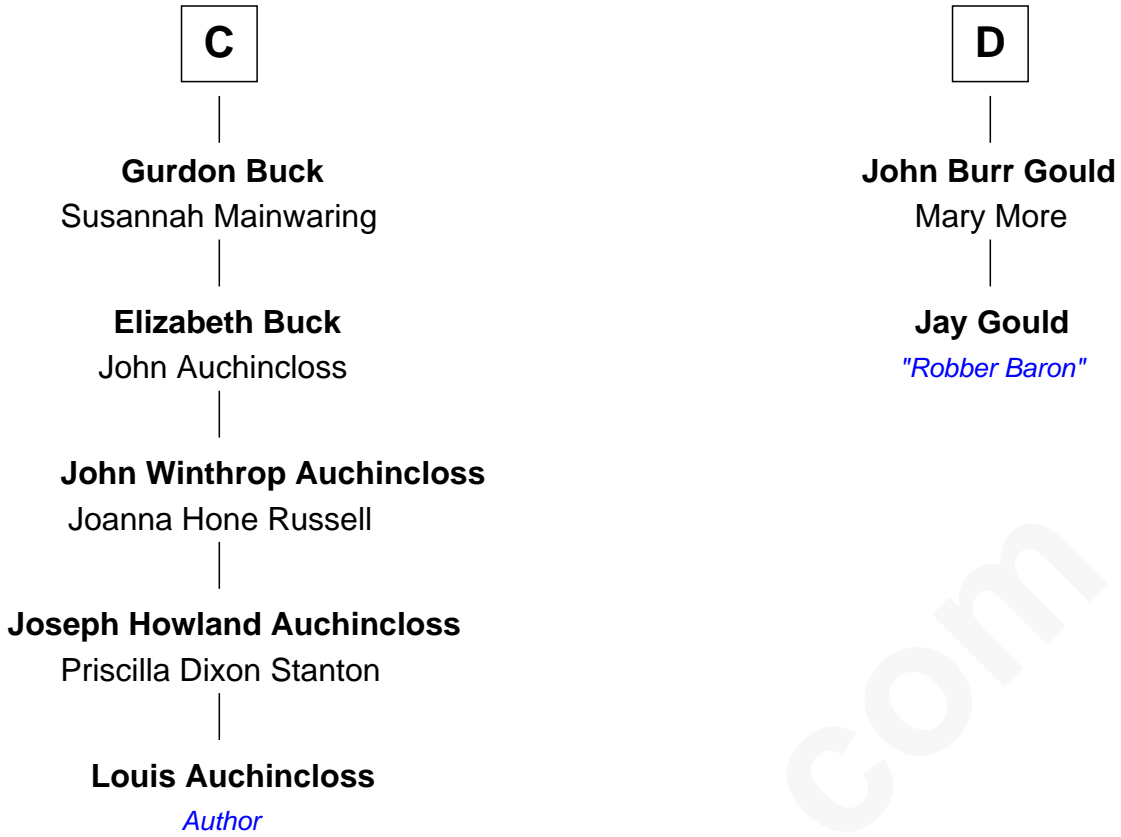 C
Gurdon Buck
Susannah Mainwaring
Elizabeth Buck
John Auchincloss
John Winthrop Auchincloss
Joanna Hone Russell
Joseph Howland Auchincloss
Priscilla Dixon Stanton
Louis Auchincloss
Author
D
John Burr Gould
Mary More
Jay Gould
"Robber Baron"
com